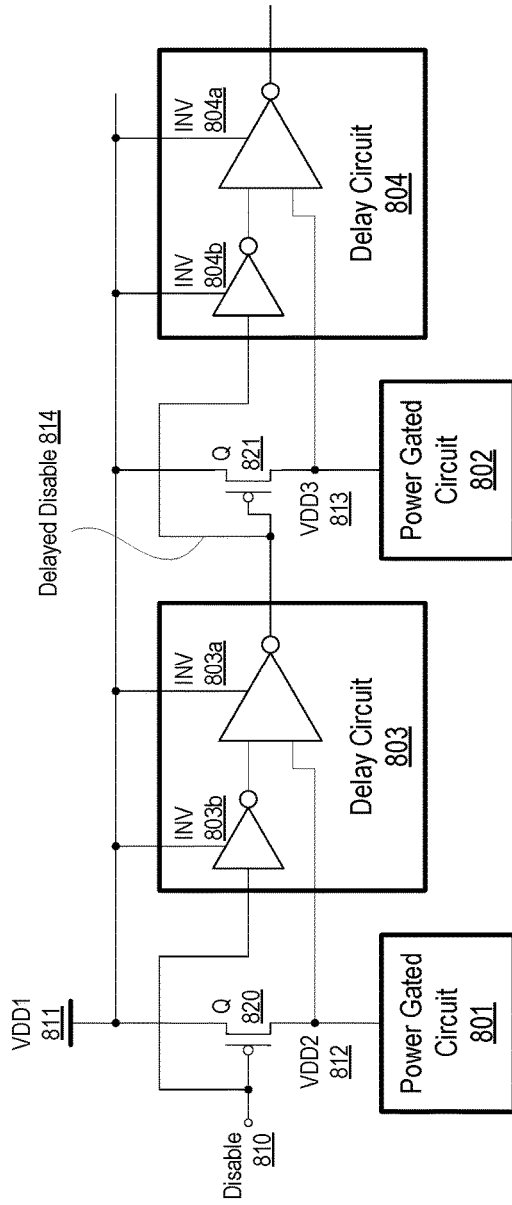 VDD1
811
Disable
810
Q
820
VDD2
812
Power Gated
Circuit
801
INV
803b
INV
803a
Delay Circuit
803
Delayed Disable 814
Q
821
VDD3
813
Power Gated
Circuit
802
INV
804b
INV
804a
Delay Circuit
804